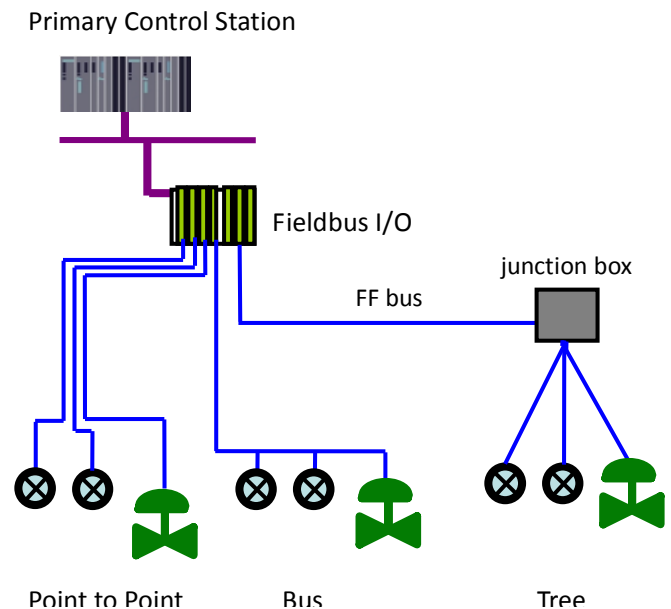 Primary Control Station
Fieldbus I/O
junction box
FF bus
Point to Point
Bus
Tree